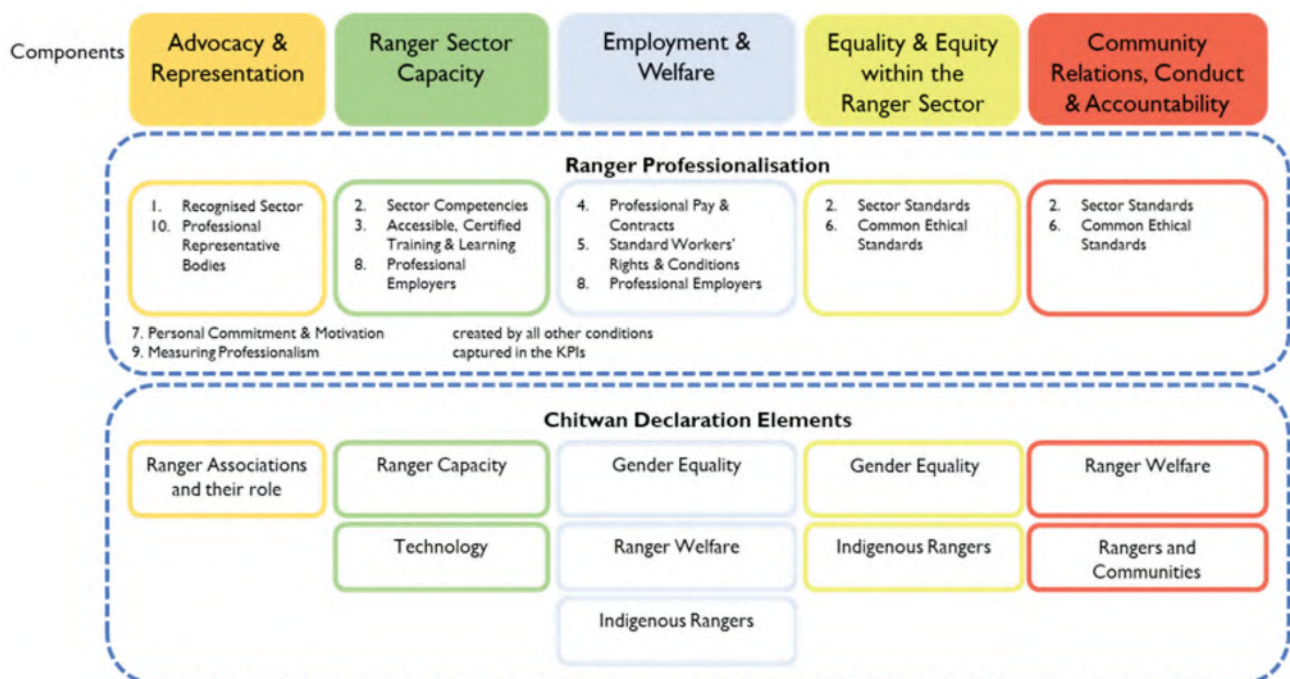 Components
Advocacy &
Representation
Ranger Sector
Capacity
Employment &
Welfare
Equality & Equity
within the
Ranger Sector
Community
Relations, Conduct
& Accountability
Ranger Professionalisation
1. Recognised Sector
10. Professional
Representative
Bodies
2. Sector Competencies
3. Accessible, Certified
Training & Learning
8. Professional
Employers
4. Professional Pay &
Contracts
5. Standard Workers'
Rights & Conditions
8. Professional Employers
2. Sector Standards
6. Common Ethical
Standards
2. Sector Standards
6. Common Ethical
Standards
7. Personal Commitment & Motivation created by all other conditions
9. Measuring Professionalism captured in the KPIs
Chitwan Declaration Elements
Ranger Associations
and their role
Ranger Capacity
Technology
Gender Equality
Ranger Welfare
Indigenous Rangers
Gender Equality
Indigenous Rangers
Ranger Welfare
Rangers and
Communities